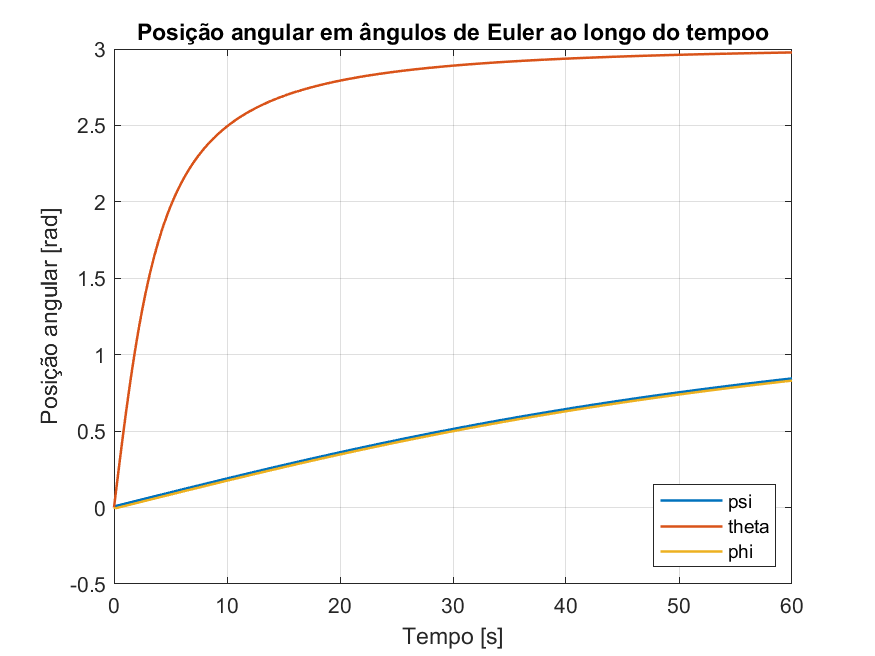 Posição angular em ângulos de Euler ao longo do tempoo
Posição angular [rad]
3
2.5
2
1.5
1
0.5
0
-0.5
0 10 20 30 40 50 60
Tempo [s]
psi
theta
phi